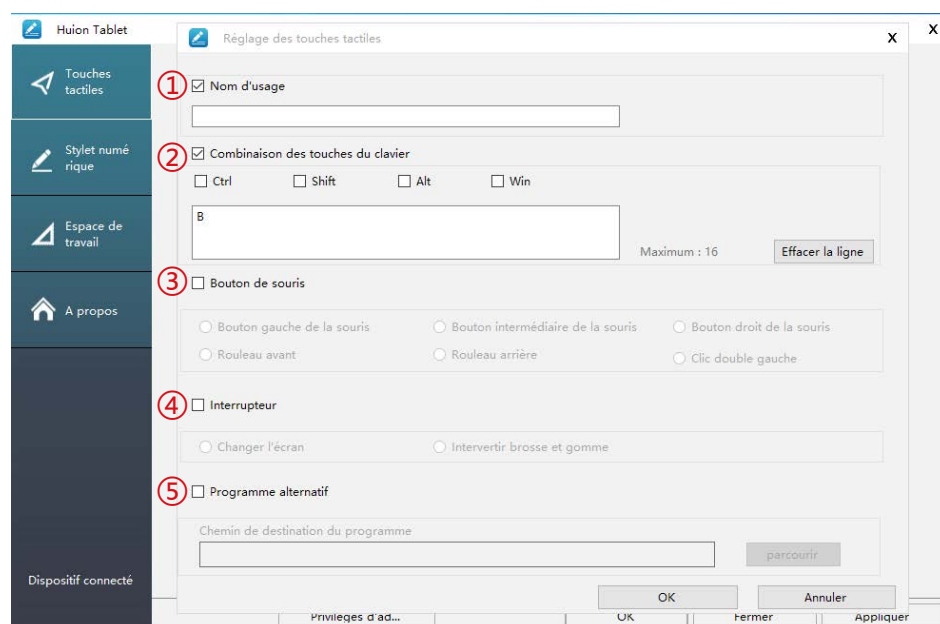 Huion Tablet
x
Réglage des touches tactiles
x
Touches
tactiles
① Nom d'usage
Stylet numé
rique
② Combinaison des touches du clavier
Ctrl Shift Alt Win
B
Espace de
travail
Maximum : 16 Effacer la ligne
③ Bouton de souris
A propos
Bouton gauche de la souris Bouton intermédiaire de la souris Bouton droit de la souris
Rouleau avant Rouleau arrière Clic double gauche
④ Interrupteur
Changer l'écran Intervertir brosse et gomme
⑤ Programme alternatif
Chemin de destination du programme
parcourir
Dispositif connecté
OK Annuler
Privilèges d'ad... OK Fermer Appliquer